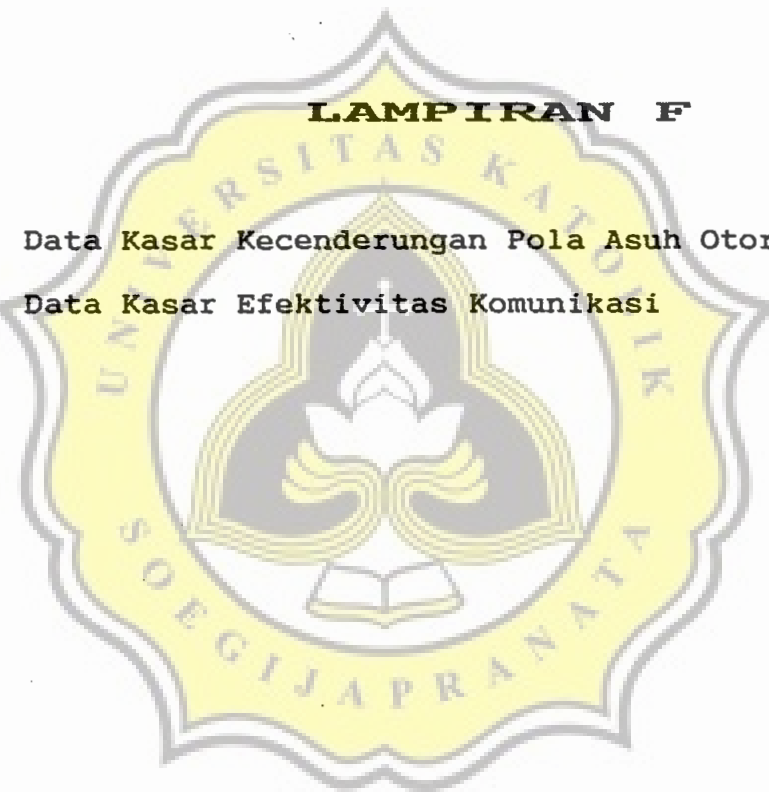 LAMPIRAN F
UNIVERSITAS KATOLIK
Data Kasar Kecenderungan Pola Asuh Otor
Data Kasar Efektivitas Komunikasi
SOEGIJAPRANATA